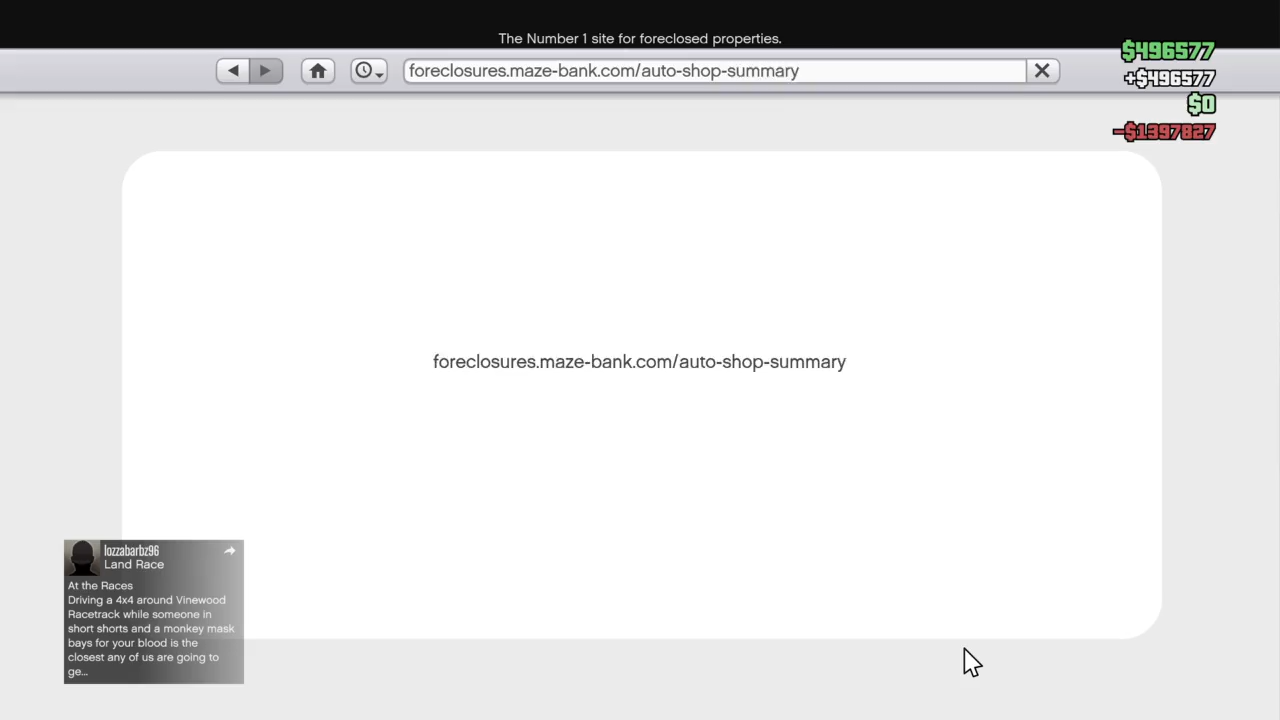 The Number 1 site for foreclosed properties.
foreclosures.maze-bank.com/auto-shop-summary
$496577
+$496577
$0
-$1397827
foreclosures.maze-bank.com/auto-shop-summary
lozzabarbz96
Land Race
At the Races
Driving a 4x4 around Vinewood
Racetrack while someone in
short shorts and a monkey mask
bays for your blood is the
closest any of us are going to
ge...